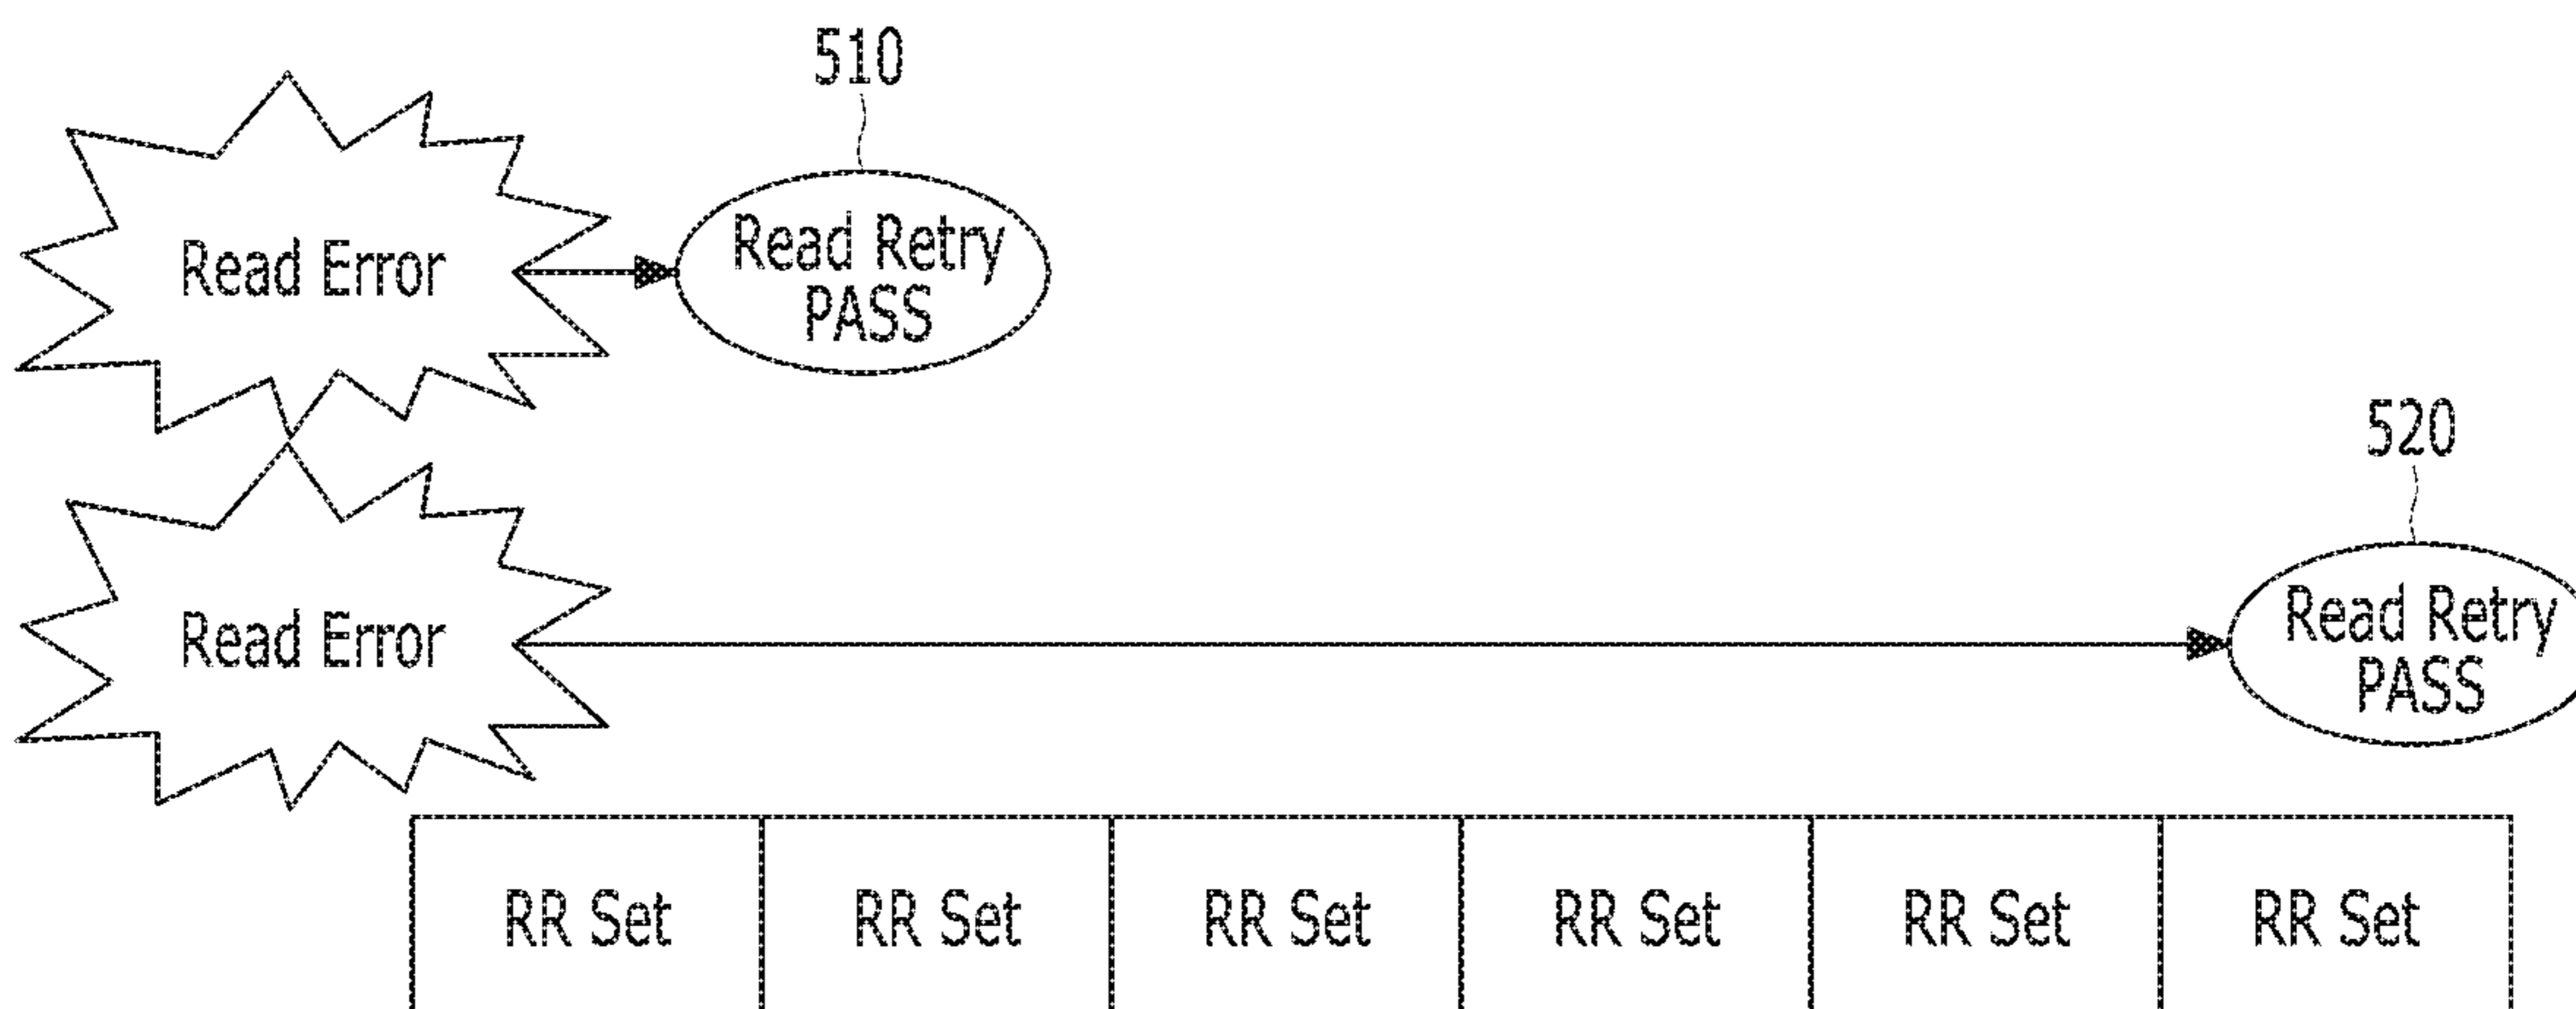 510
Read Error
Read Retry
PASS
520
Read Error
Read Retry
PASS
RR Set RR Set RR Set RR Set RR Set RR Set